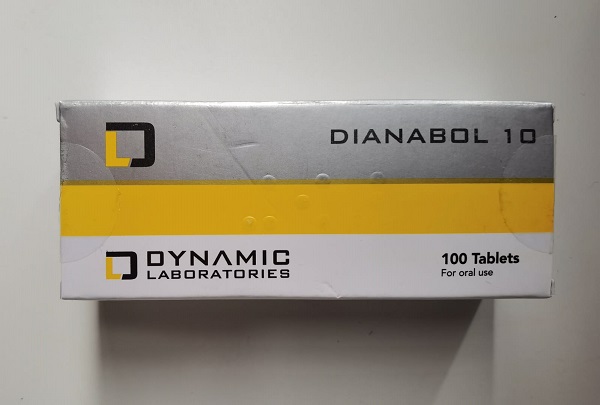 DIANABOL 10
DYNAMIC
LABORATORIES
100 Tablets
For oral use